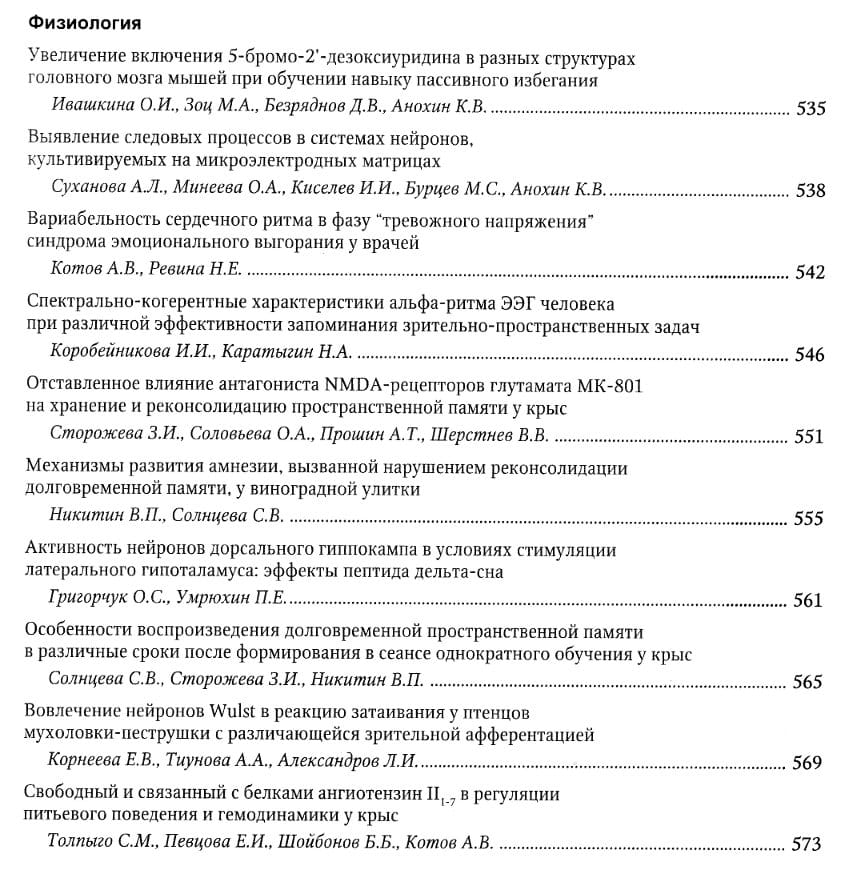 Физиология
Увеличение включения 5-бромо-2'-дезоксиуридина в разных структурах
головного мозга мышей при обучении навыку пассивного избегания
Ивашкина О.И., Зоц М.А., Безряднов Д.В., Анохин К.В. 535
Выявление следовых процессов в системах нейронов,
культивируемых на микроэлектродных матрицах
Суханова А.Л., Минеева О.А., Киселев И.И., Бурцев М.С., Анохин К.В. 538
Вариабельность сердечного ритма в фазу “тревожного напряжения”
синдрома эмоционального выгорания у врачей
Котов А.В., Ревина Н.Е. 542
Спектрально-когерентные характеристики альфа-ритма ЭЭГ человека
при различной эффективности запоминания зрительно-пространственных задач
Коробейникова И.И., Каратыгин Н.А. 546
Отставленное влияние антагониста NMDA-рецепторов глутамата МК-801
на хранение и реконсолидацию пространственной памяти у крыс
Сторожева З.И., Соловьева О.А., Прошин А.Т., Шерстнев В.В. 551
Механизмы развития амнезии, вызванной нарушением реконсолидации
долговременной памяти, у виноградной улитки
Никитин В.П., Солнцева С.В. 555
Активность нейронов дорсального гиппокампа в условиях стимуляции
латерального гипоталамуса: эффекты пептида дельта-сна
Григорчук О.С., Умрюхин П.Е. 561
Особенности воспроизведения долговременной пространственной памяти
в различные сроки после формирования в сеансе однократного обучения у крыс
Солнцева С.В., Сторожева З.И., Никитин В.П. 565
Вовлечение нейронов Wulst в реакцию затаивания у птенцов
мухоловки-пеструшки с различающейся зрительной афферентацией
Корнеева Е.В., Тиунова А.А., Александров Л.И. 569
Свободный и связанный с белками ангиотензин II1-7 в регуляции
питьевого поведения и гемодинамики у крыс
Толпыго С.М., Певцова Е.И., Шойбонов Б.Б., Котов А.В. 573